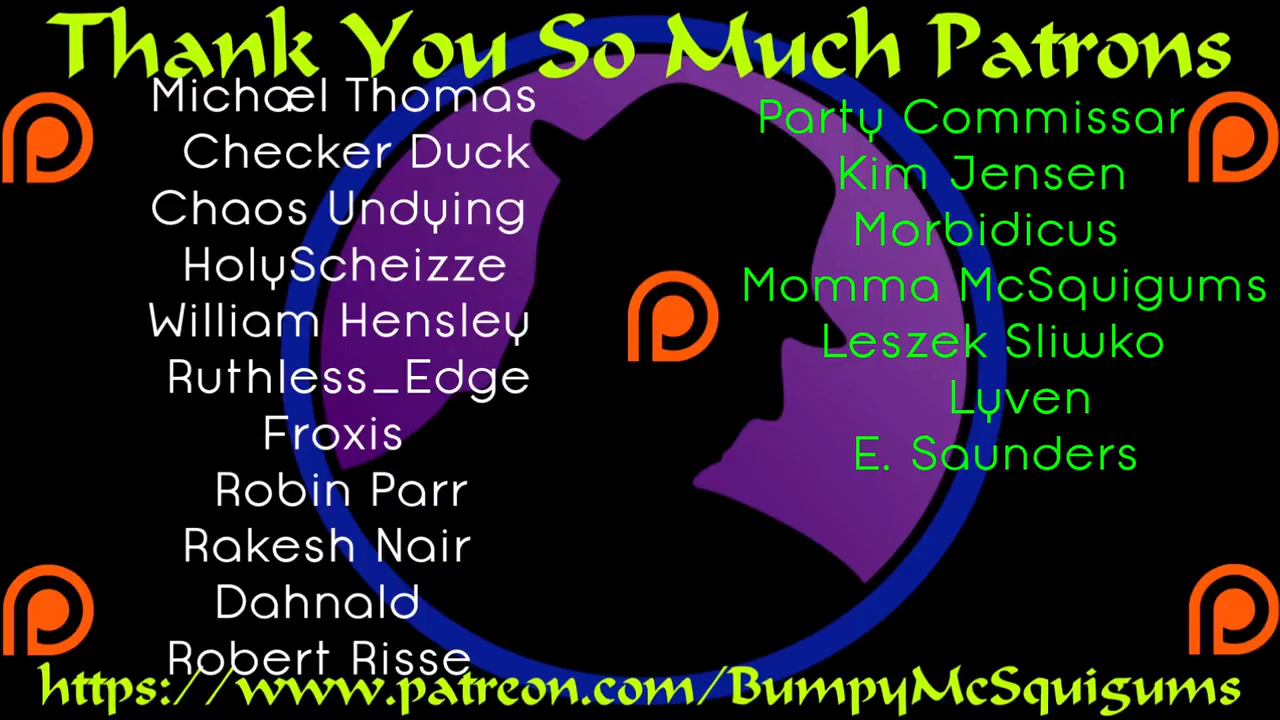 Thank You So Much Patrons
Michael Thomas
Checker Duck
Chaos Undying
HolyScheizze
William Hensley
Ruthless_Edge
Froxis
Robin Parr
Rakesh Nair
Dahnald
Robert Risse
Party Commissar
Kim Jensen
Morbidicus
Momma McSquigums
Leszek Sliwko
Lyven
E. Saunders
https://www.patreon.com/BumpyMcSquigums